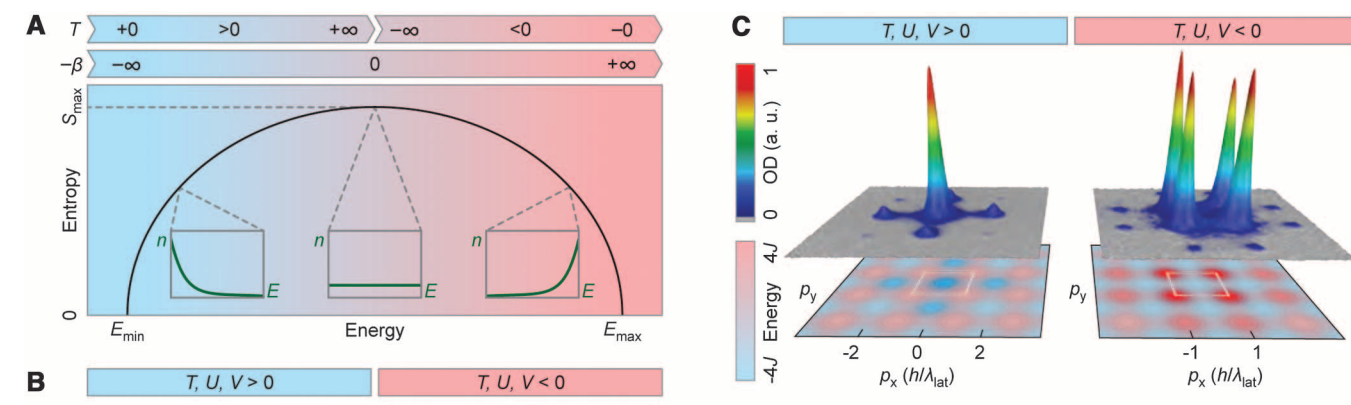 A
T +0 >0 +∞ −∞ <0 −0
−β −∞ 0 +∞
Entropy
0
S_max
n
E
n
E
n
E
E_min
Energy
E_max
B
T, U, V > 0
T, U, V < 0
C
T, U, V > 0
T, U, V < 0
OD (a. u.)
0
1
Energy
-4J
4J
p_y
-2 0 2
p_x (h/λ_lat)
p_y
-1 1
p_x (h/λ_lat)